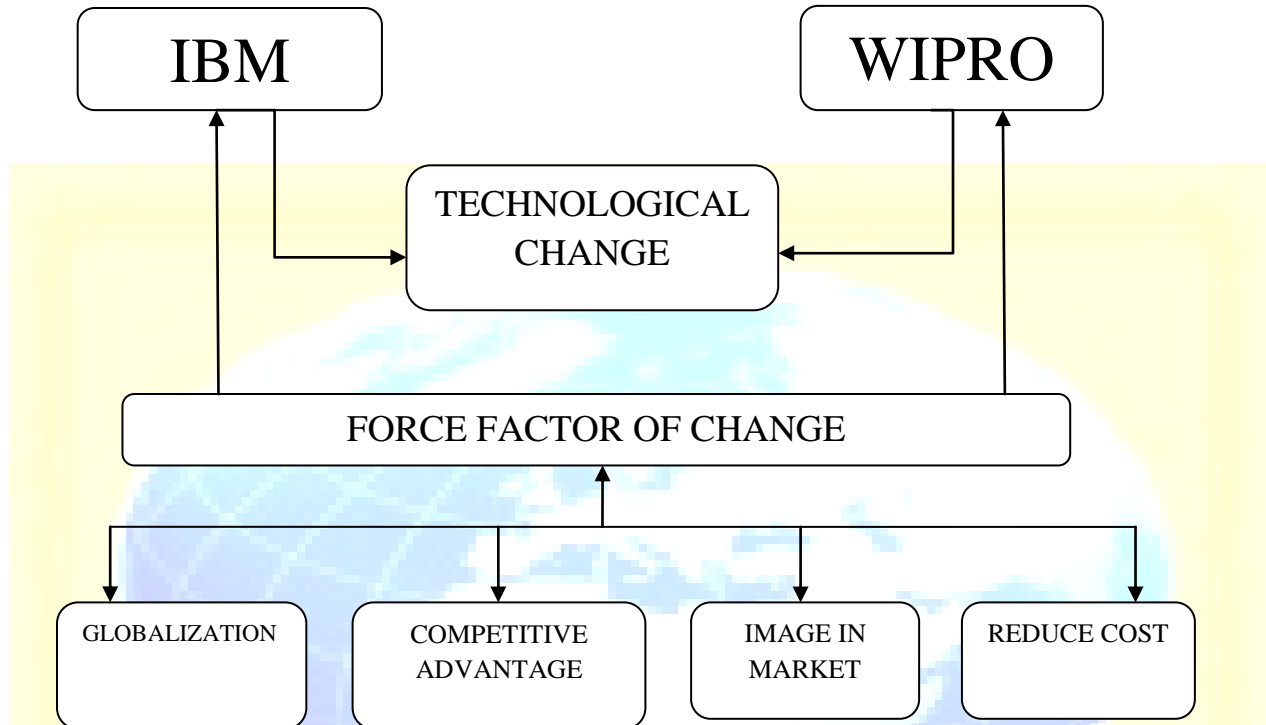 IBM
WIPRO
TECHNOLOGICAL
CHANGE
FORCE FACTOR OF CHANGE
GLOBALIZATION
COMPETITIVE
ADVANTAGE
IMAGE IN
MARKET
REDUCE COST